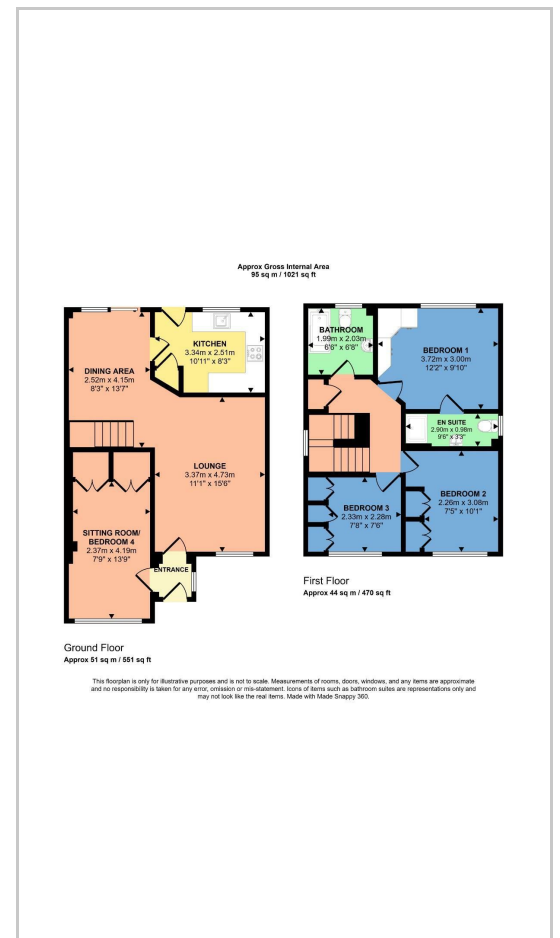 Approx Gross Internal Area
95 sq m / 1021 sq ft
DINING AREA
2.52m x 4.15m
8'3" x 13'7"
KITCHEN
3.34m x 2.51m
10'11" x 8'3"
LOUNGE
3.37m x 4.73m
11'1" x 15'6"
SITTING ROOM/
BEDROOM 4
2.37m x 4.19m
7'9" x 13'9"
ENTRANCE
Ground Floor
Approx 51 sq m / 551 sq ft
BATHROOM
1.99m x 2.03m
6'6" x 6'8"
BEDROOM 1
3.72m x 3.00m
12'2" x 9'10"
EN SUITE
2.90m x 0.98m
9'6" x 3'3"
BEDROOM 3
2.33m x 2.28m
7'8" x 7'6"
BEDROOM 2
2.26m x 3.08m
7'5" x 10'1"
First Floor
Approx 44 sq m / 470 sq ft
This floorplan is only for illustrative purposes and is not to scale. Measurements of rooms, doors, windows, and any items are approximate
and no responsibility is taken for any error, omission or mis-statement. Icons of items such as bathroom suites are representations only and
may not look like the real items. Made with Made Snappy 360.